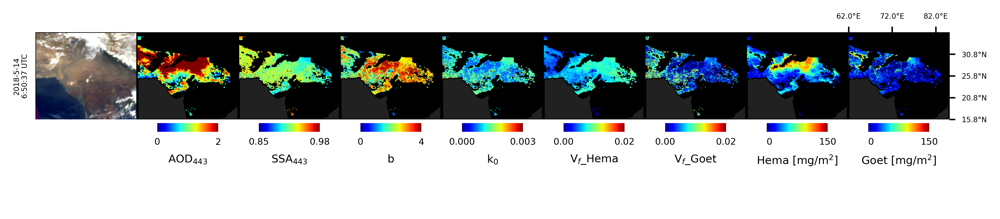 62.0°E 72.0°E 82.0°E
2018-5-14
6:50:37 UTC
30.8°N
25.8°N
20.8°N
15.8°N
0 2 0.85 0.98 0 4 0.000 0.003 0.00 0.02 0.00 0.02 0 150 0 150
AOD₄₄₃ SSA₄₄₃ b k₀ V_f_Hema V_f_Goet Hema [mg/m²] Goet [mg/m²]